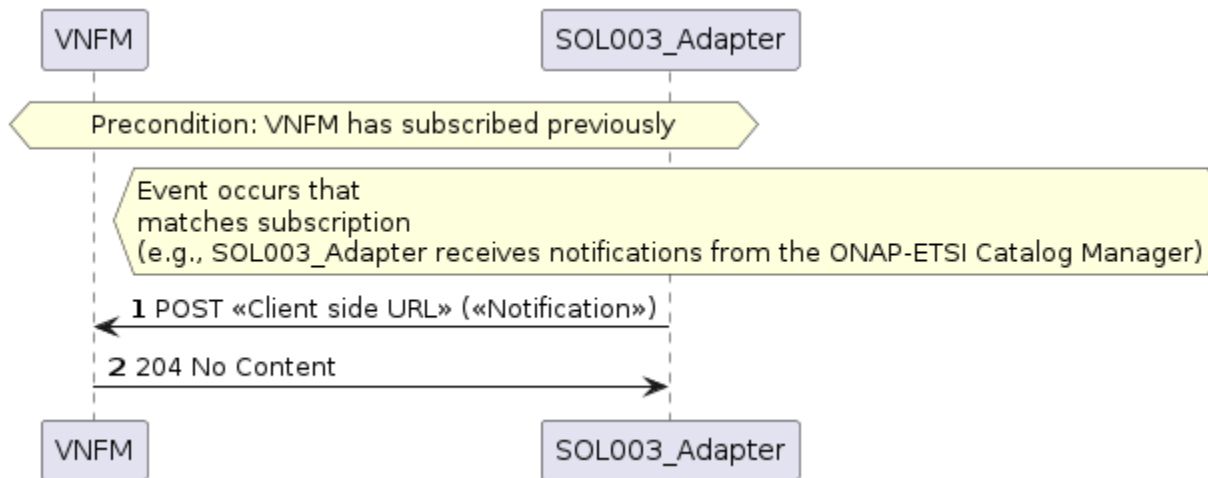 VNFM
SOL003_Adapter
Precondition: VNFM has subscribed previously
Event occurs that
matches subscription
(e.g., SOL003_Adapter receives notifications from the ONAP-ETSI Catalog Manager)
1 POST «Client side URL» («Notification»)
2 204 No Content
VNFM
SOL003_Adapter